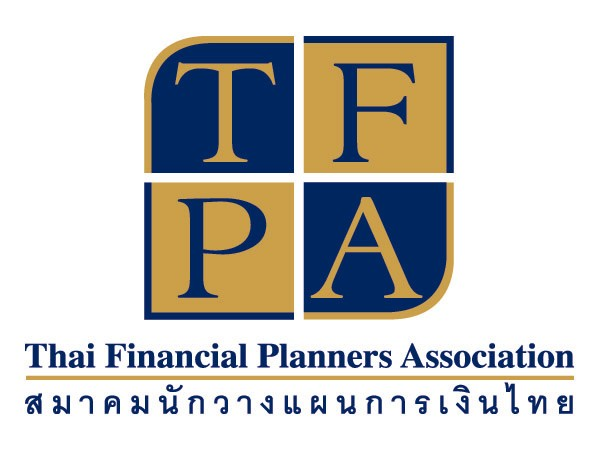 TF
PA
Thai Financial Planners Association
สมาคมนักวางแผนการเงินไทย